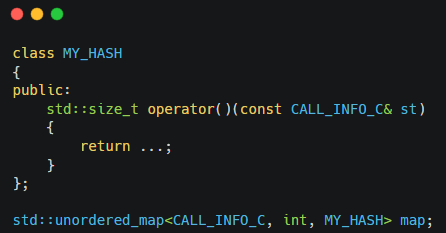 class MY_HASH
{
public:
    std::size_t operator()(const CALL_INFO_C& st)
    {
        return ...;
    }
};

std::unordered_map<CALL_INFO_C, int, MY_HASH> map;